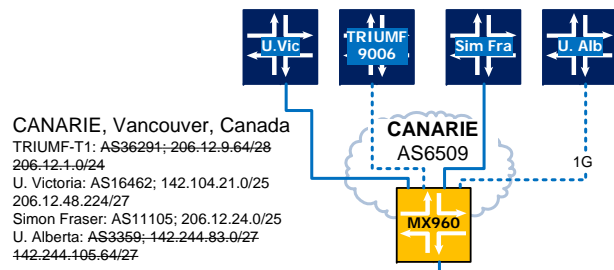 U.Vic
TRIUMF
9006
Sim Fra
U. Alb
CANARIE, Vancouver, Canada
TRIUMF-T1: AS36291; 206.12.9.64/28
206.12.1.0/24
U. Victoria: AS16462; 142.104.21.0/25
206.12.48.224/27
Simon Fraser: AS11105; 206.12.24.0/25
U. Alberta: AS3359; 142.244.83.0/27
142.244.105.64/27
CANARIE
AS6509
1G
MX960